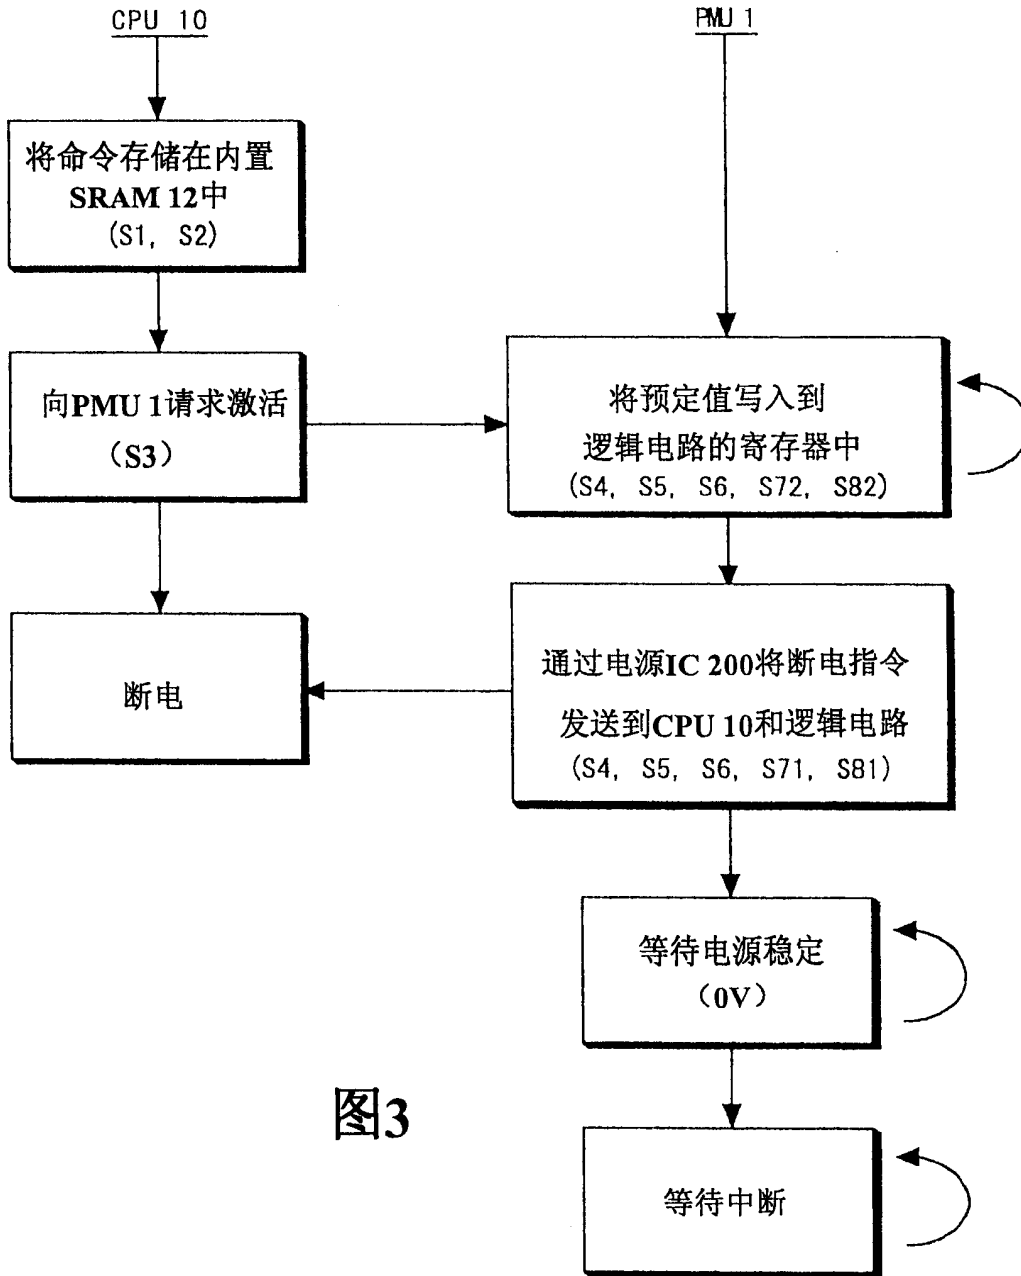 CPU 10
PMU 1
将命令存储在内置
SRAM 12中
(S1, S2)
向PMU 1请求激活
（S3）
将预定值写入到
逻辑电路的寄存器中
(S4, S5, S6, S72, S82)
断电
通过电源IC 200将断电指令
发送到CPU 10和逻辑电路
(S4, S5, S6, S71, S81)
等待电源稳定
（0V）
等待中断
图3